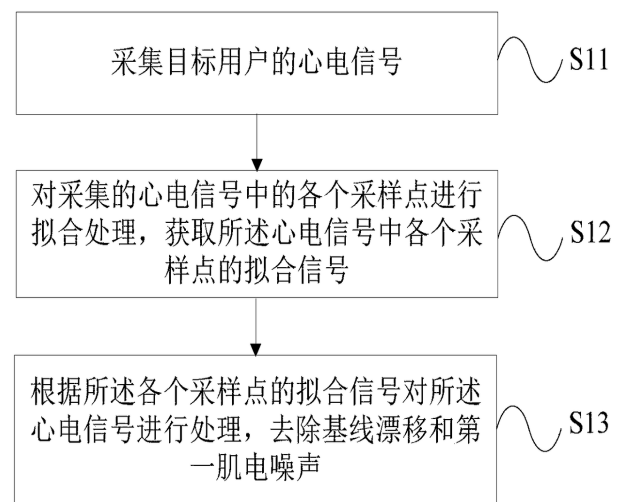 采集目标用户的心电信号
S11
对采集的心电信号中的各个采样点进行
拟合处理，获取所述心电信号中各个采
样点的拟合信号
S12
根据所述各个采样点的拟合信号对所述
心电信号进行处理，去除基线漂移和第
一肌电噪声
S13